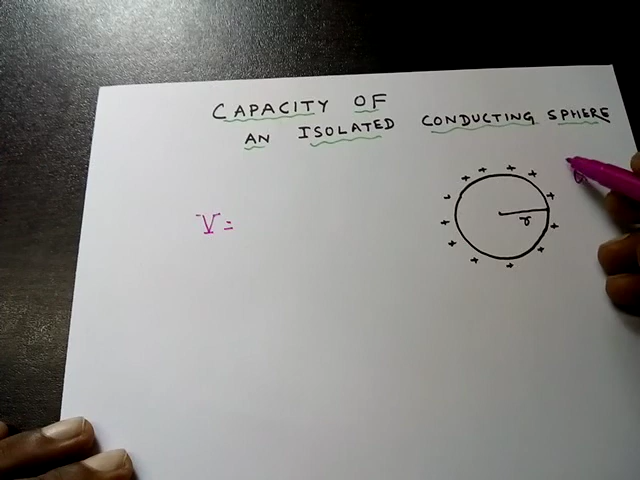 CAPACITY OF
AN ISOLATED CONDUCTING SPHERE
V =
r